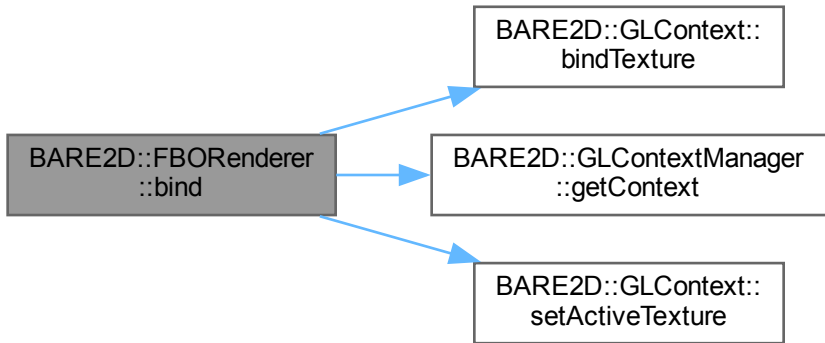 BARE2D::GLContext::
bindTexture
BARE2D::FBORenderer
::bind
BARE2D::GLContextManager
::getContext
BARE2D::GLContext::
setActiveTexture